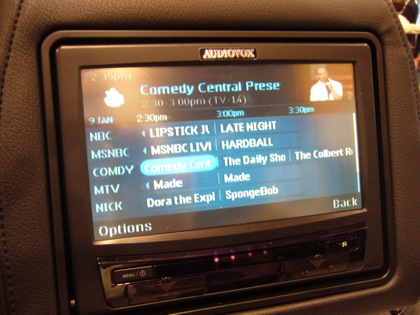 AUDIOVOX
2:35pm
Comedy Central Prese
2:30-3:00pm (TV-14)
9 JAN 2:30pm 3:00pm 3:30pm
NBC LIPSTICK JU LATE NIGHT
MSNBC MSNBC LIVI HARDBALL
COMDY Comedy Cent The Daily Sho The Colbert R
MTV Made Made
NICK Dora the Expl SpongeBob
Options Back
MENU /